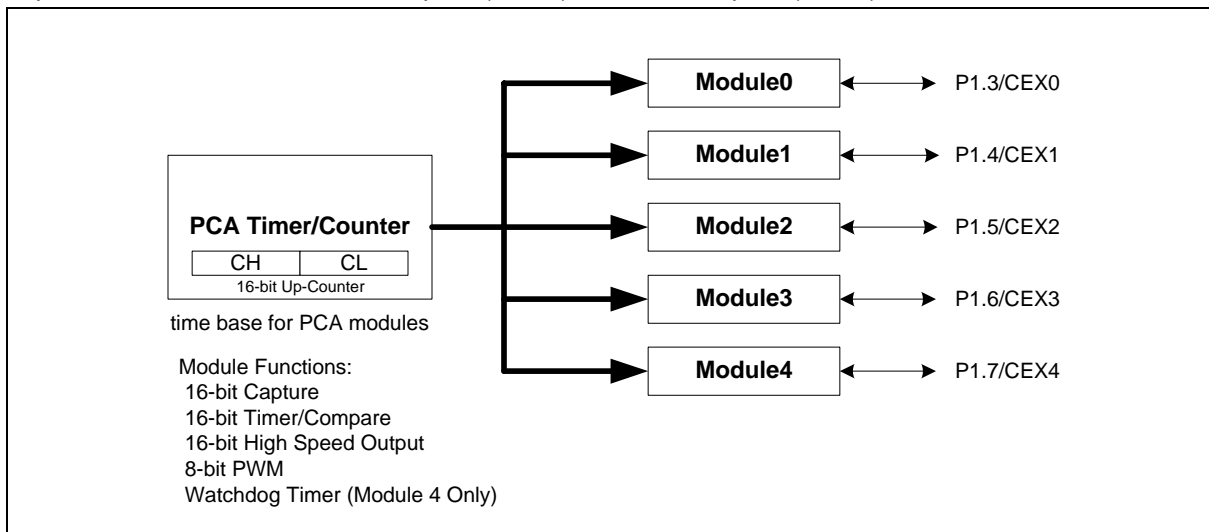 Module0
P1.3/CEX0
Module1
P1.4/CEX1
PCA Timer/Counter
CH
CL
16-bit Up-Counter
time base for PCA modules
Module2
P1.5/CEX2
Module3
P1.6/CEX3
Module4
P1.7/CEX4
Module Functions:
16-bit Capture
16-bit Timer/Compare
16-bit High Speed Output
8-bit PWM
Watchdog Timer (Module 4 Only)